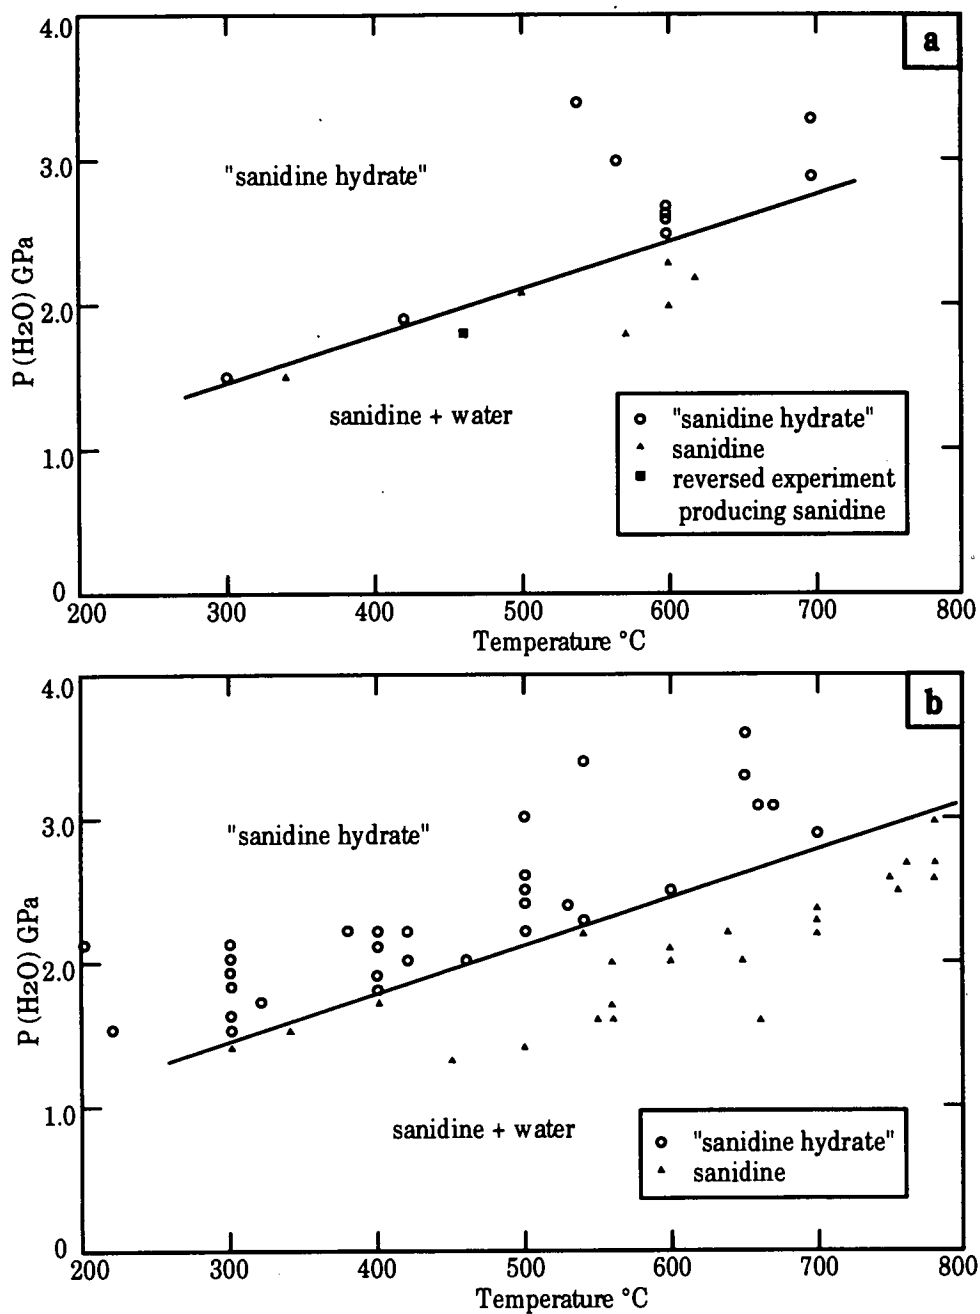 4.0
a
3.0
"sanidine hydrate"
P (H2O) GPa
2.0
sanidine + water
"sanidine hydrate"
sanidine
1.0
reversed experiment
producing sanidine
0
200 300 400 500 600 700 800
Temperature °C
4.0
b
3.0
"sanidine hydrate"
P (H2O) GPa
2.0
1.0
sanidine + water
"sanidine hydrate"
sanidine
0
200 300 400 500 600 700 800
Temperature °C